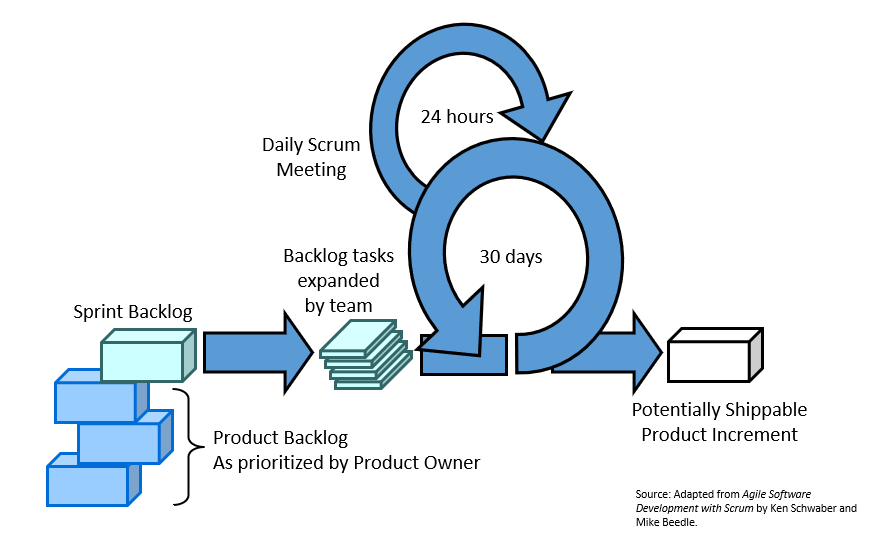 24 hours
Daily Scrum
Meeting
Backlog tasks
expanded
by team
30 days
Sprint Backlog
Potentially Shippable
Product Increment
Product Backlog
As prioritized by Product Owner
Source: Adapted from Agile Software
Development with Scrum by Ken Schwaber and
Mike Beedle.